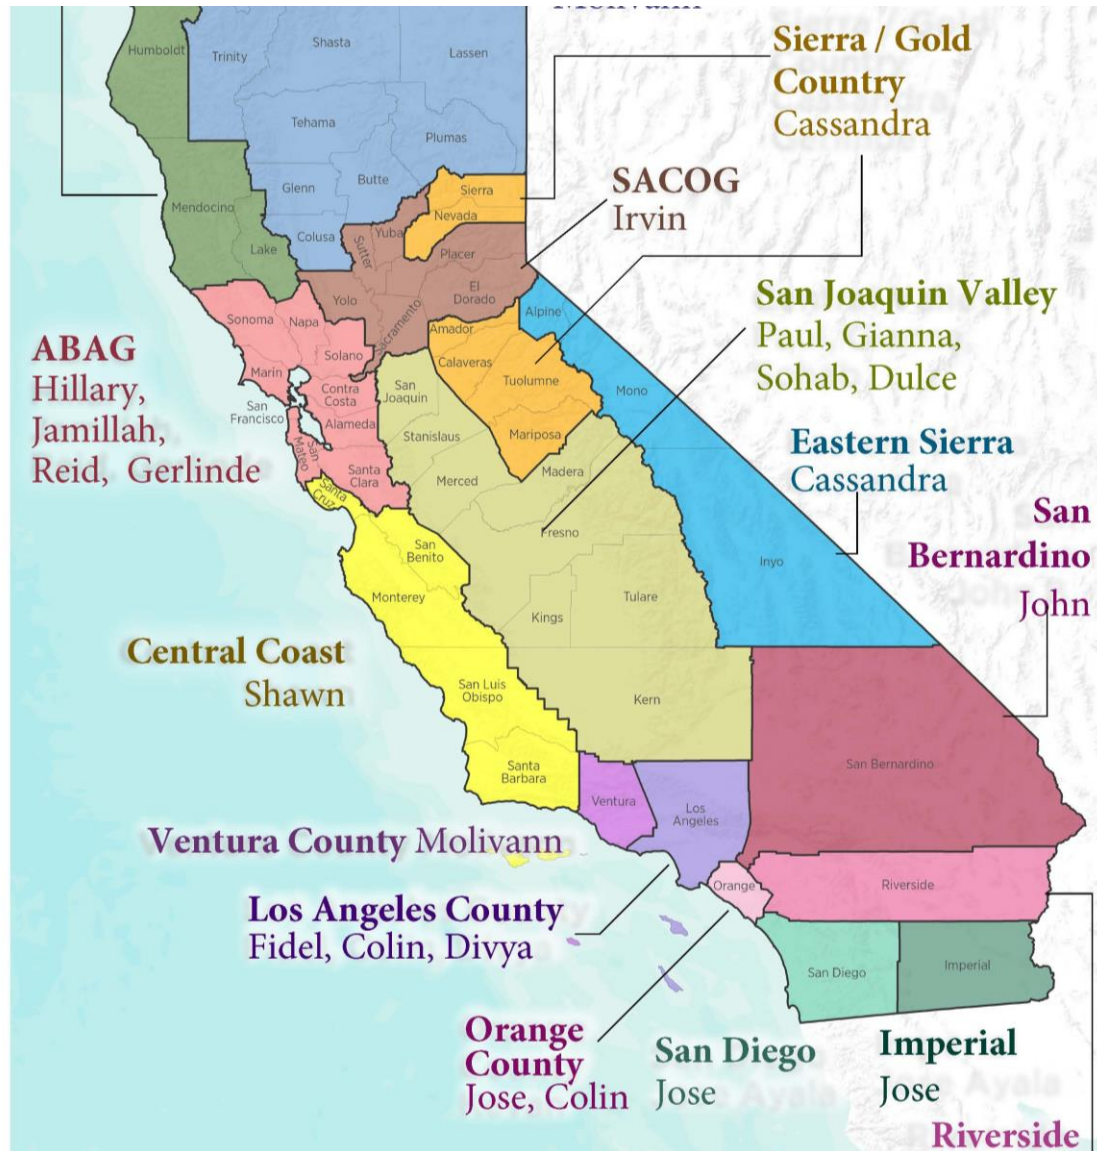 Molivann
Humboldt
Trinity
Shasta
Lassen
Tehama
Plumas
Glenn
Butte
Colusa
Mendocino
Lake
Sierra
Nevada
Yuba
Sutter
Placer
El
Dorado
Yolo
Sacramento
Sierra / Gold
Country
Cassandra
SACOG
Irvin
Sonoma
Napa
Solano
Marin
Contra
Costa
San
Francisco
Alameda
San
Mateo
Santa
Clara
ABAG
Hillary,
Jamillah,
Reid, Gerlinde
Amador
Alpine
Calaveras
Tuolumne
Mariposa
Mono
Inyo
San Joaquin Valley
Paul, Gianna,
Sohab, Dulce
Eastern Sierra
Cassandra
San
Joaquin
Stanislaus
Merced
Madera
Fresno
Kings
Tulare
Kern
San
Bernardino
John
Santa
Cruz
San
Benito
Monterey
San Luis
Obispo
Santa
Barbara
Central Coast
Shawn
San Bernardino
Ventura
Los
Angeles
Orange
Riverside
San Diego
Imperial
Ventura County Molivann
Los Angeles County
Fidel, Colin, Divya
Orange
County
Jose, Colin
San Diego
Jose
Imperial
Jose
Riverside